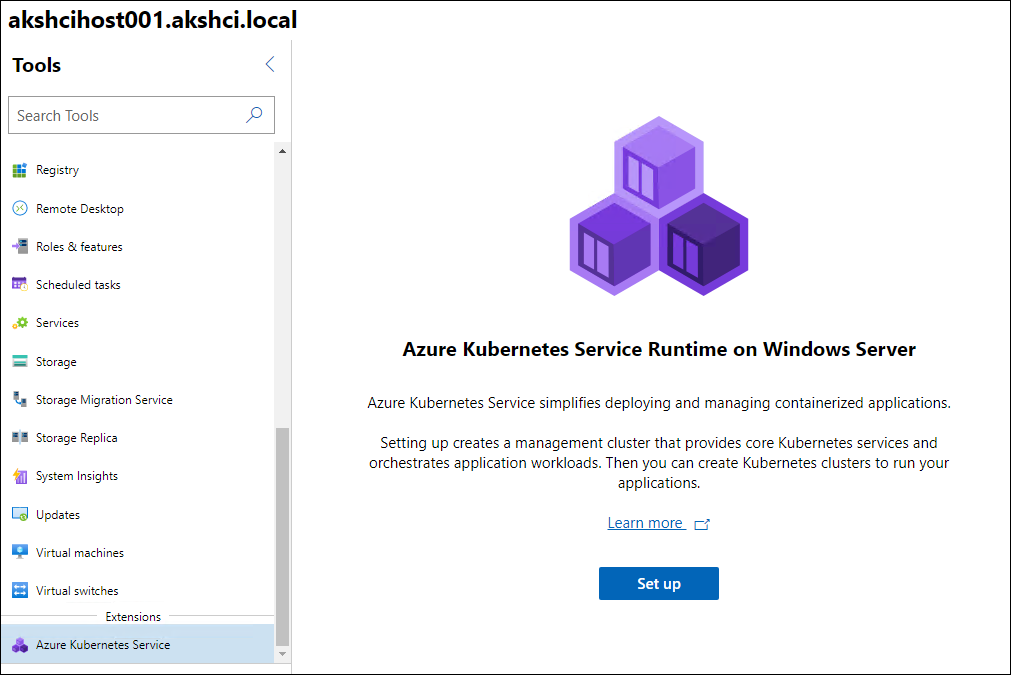 akshcihost001.akshci.local
Tools
Search Tools
Registry
Remote Desktop
Roles & features
Scheduled tasks
Services
Storage
Storage Migration Service
Storage Replica
System Insights
Updates
Virtual machines
Virtual switches
Extensions
Azure Kubernetes Service
Azure Kubernetes Service Runtime on Windows Server
Azure Kubernetes Service simplifies deploying and managing containerized applications.
Setting up creates a management cluster that provides core Kubernetes services and
orchestrates application workloads. Then you can create Kubernetes clusters to run your
applications.
Learn more
Set up